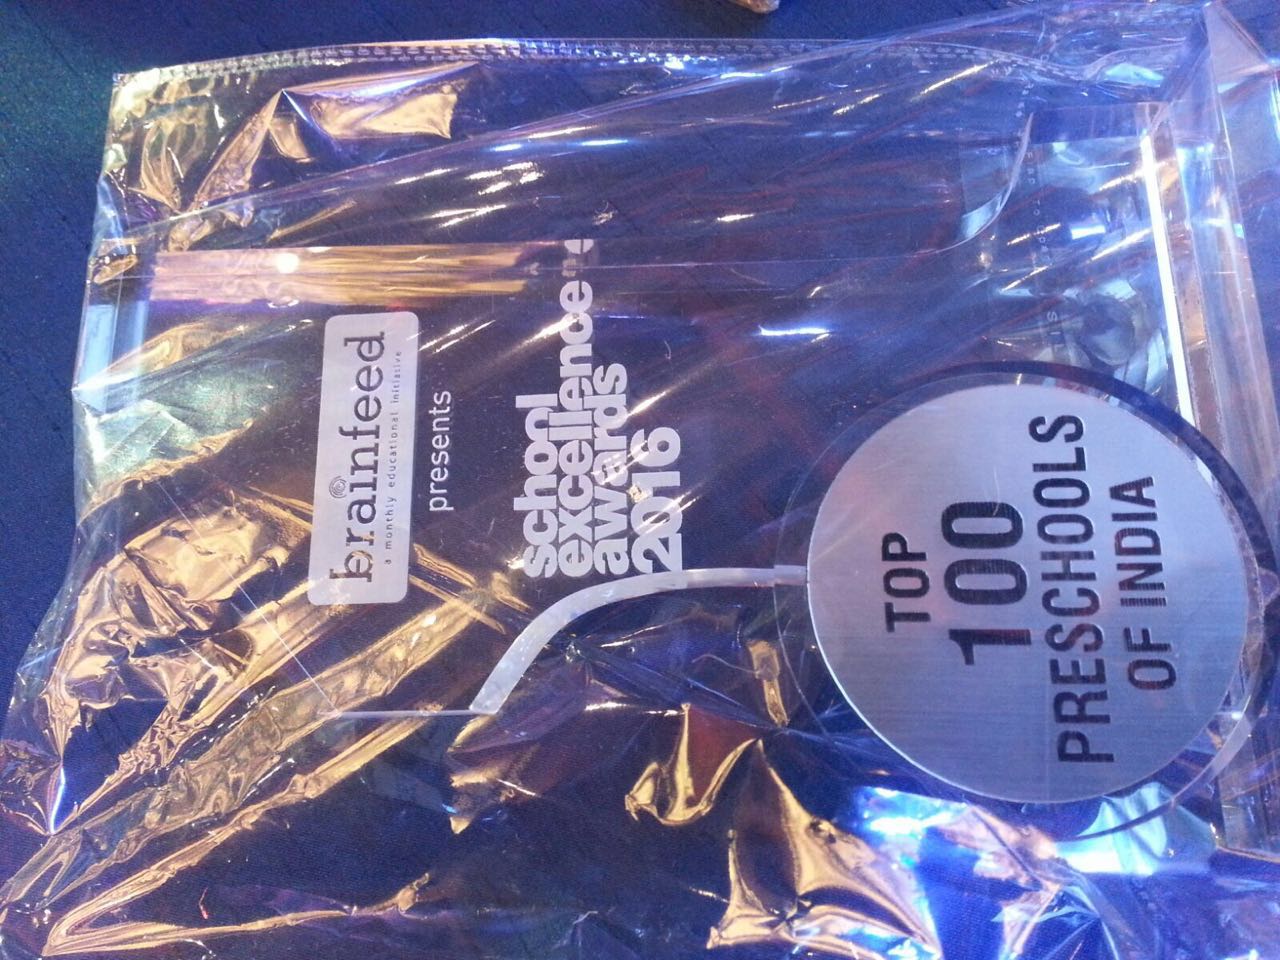 brainfeed
a monthly educational initiative
presents
school
excellence
awards
2016
TOP
100
PRESCHOOLS
OF INDIA